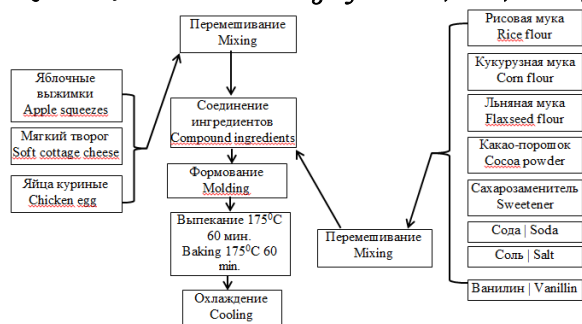 Перемешивание
Mixing
Яблочные
выжимки
Apple squeezes
Мягкий творог
Soft cottage cheese
Яйца куриные
Chicken egg
Соединение
ингредиентов
Compound ingredients
Формование
Molding
Выпекание 175⁰С
60 мин.
Baking 175⁰C 60
min.
Охлаждение
Cooling
Перемешивание
Mixing
Рисовая мука
Rice flour
Кукурузная мука
Corn flour
Льняная мука
Flaxseed flour
Какао-порошок
Cocoa powder
Сахарозаменитель
Sweetener
Сода | Soda
Соль | Salt
Ванилин | Vanillin